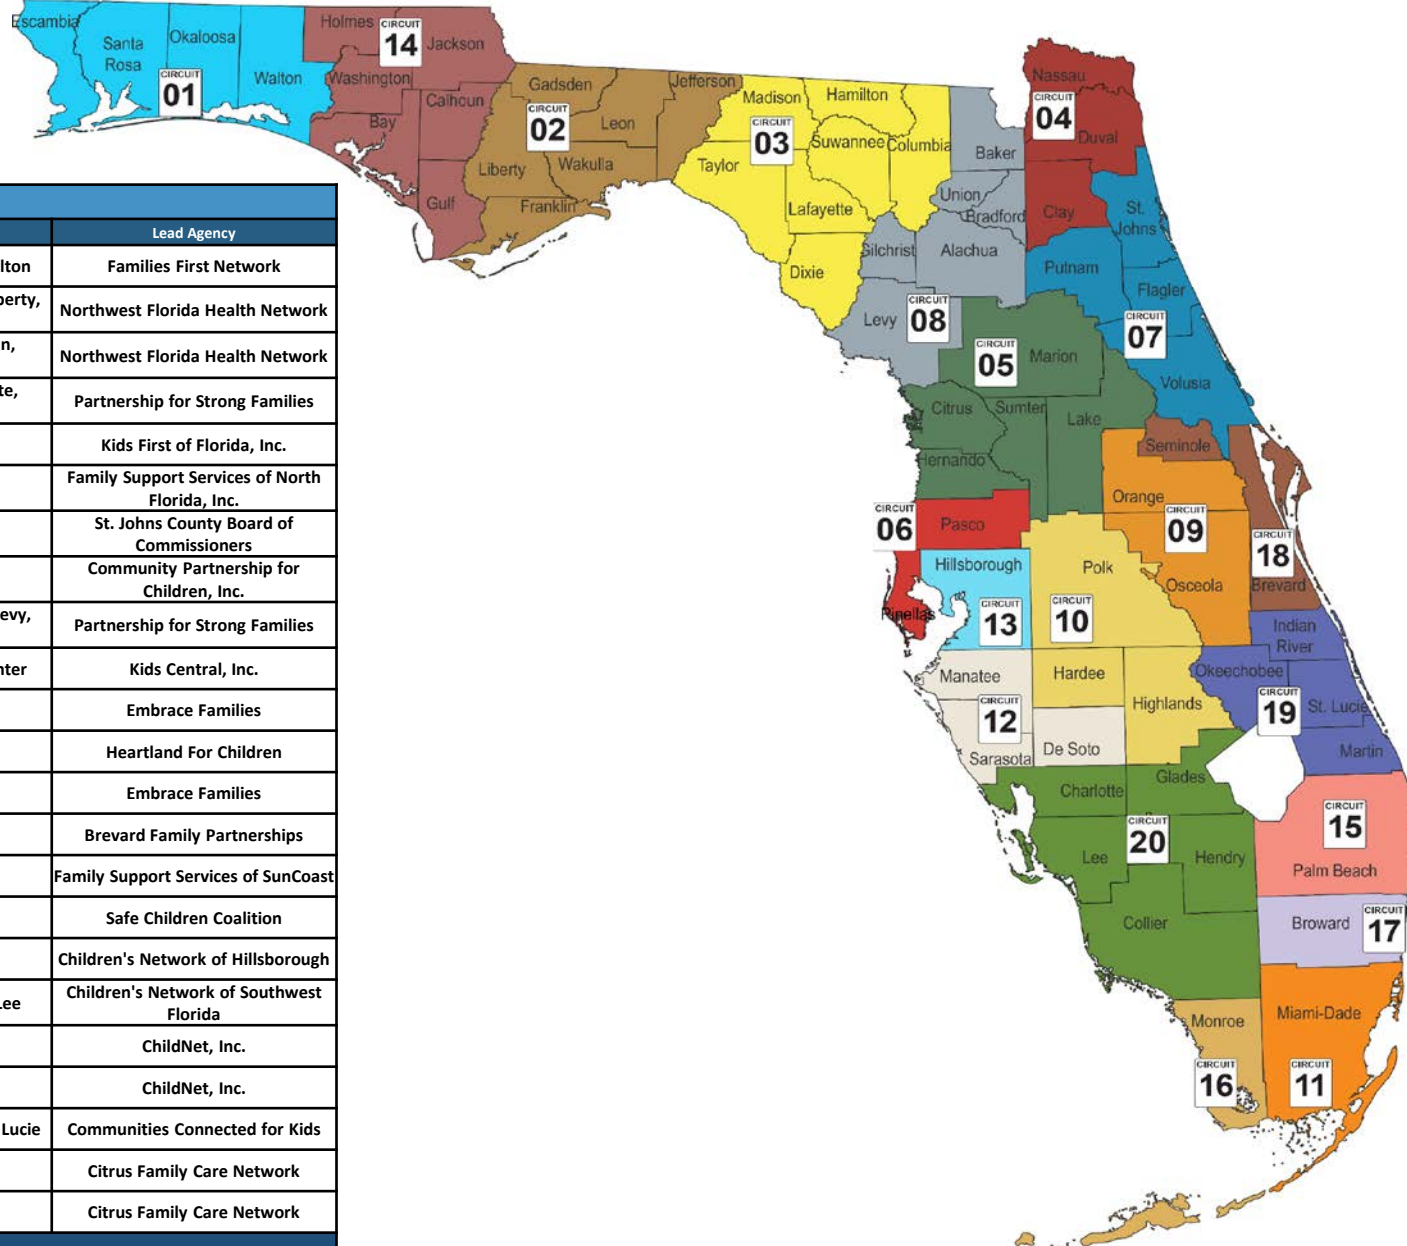 Lead Agency
lton
Families First Network
perty,
Northwest Florida Health Network
n,
Northwest Florida Health Network
te,
Partnership for Strong Families
Kids First of Florida, Inc.
Family Support Services of North
Florida, Inc.
St. Johns County Board of
Commissioners
Community Partnership for
Children, Inc.
evy,
Partnership for Strong Families
nter
Kids Central, Inc.
Embrace Families
Heartland For Children
Embrace Families
Brevard Family Partnerships
Family Support Services of SunCoast
Safe Children Coalition
Children's Network of Hillsborough
Lee
Children's Network of Southwest
Florida
ChildNet, Inc.
ChildNet, Inc.
Lucie
Communities Connected for Kids
Citrus Family Care Network
Citrus Family Care Network
Escambia
Santa
Rosa
Okaloosa
Walton
CIRCUIT
01
Holmes
CIRCUIT
14
Jackson
Washington
Calhoun
Bay
Gulf
Gadsden
Jefferson
CIRCUIT
02
Leon
Liberty
Wakulla
Franklin
Madison
Hamilton
CIRCUIT
03
Suwannee
Columbia
Taylor
Lafayette
Dixie
Baker
Union
Bradford
Gilchrist
Alachua
Levy
CIRCUIT
08
Nassau
CIRCUIT
04
Duval
Clay
St.
Johns
Putnam
Flagler
CIRCUIT
07
Volusia
CIRCUIT
05
Marion
Citrus
Sumter
Lake
Hernando
Seminole
Orange
CIRCUIT
09
Osceola
CIRCUIT
18
Brevard
CIRCUIT
06
Pasco
Pinellas
Hillsborough
CIRCUIT
13
Polk
CIRCUIT
10
Hardee
Highlands
Manatee
CIRCUIT
12
Sarasota
De Soto
Indian
River
Okeechobee
CIRCUIT
19
St. Lucie
Martin
Charlotte
Glades
CIRCUIT
20
Lee
Hendry
Collier
CIRCUIT
15
Palm Beach
Broward
CIRCUIT
17
Monroe
CIRCUIT
16
Miami-Dade
CIRCUIT
11